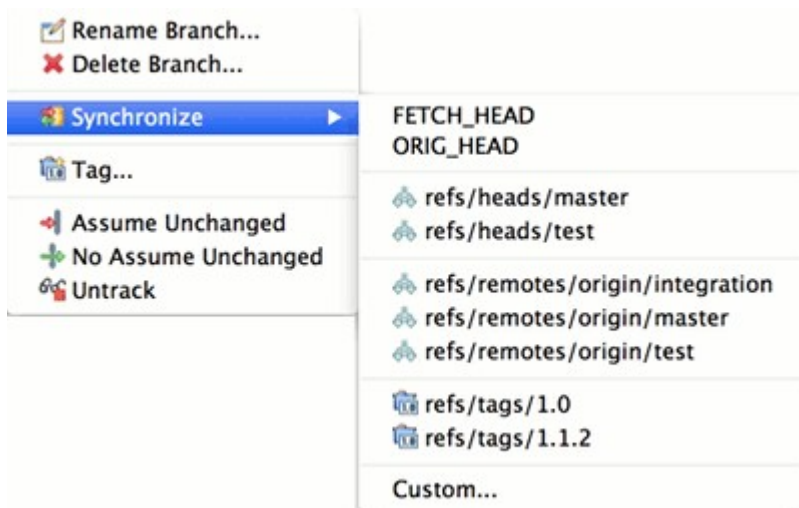 Rename Branch...
Delete Branch...
Synchronize
Tag...
Assume Unchanged
No Assume Unchanged
Untrack
FETCH_HEAD
ORIG_HEAD
refs/heads/master
refs/heads/test
refs/remotes/origin/integration
refs/remotes/origin/master
refs/remotes/origin/test
refs/tags/1.0
refs/tags/1.1.2
Custom...